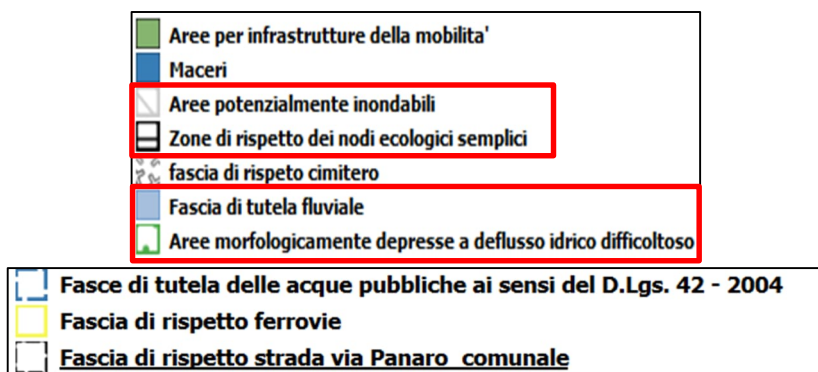 Aree per infrastrutture della mobilita'
Maceri
Aree potenzialmente inondabili
Zone di rispetto dei nodi ecologici semplici
fascia di rispeto cimitero
Fascia di tutela fluviale
Aree morfologicamente depresse a deflusso idrico difficoltoso
Fasce di tutela delle acque pubbliche ai sensi del D.Lgs. 42 - 2004
Fascia di rispetto ferrovie
Fascia di rispetto strada via Panaro comunale